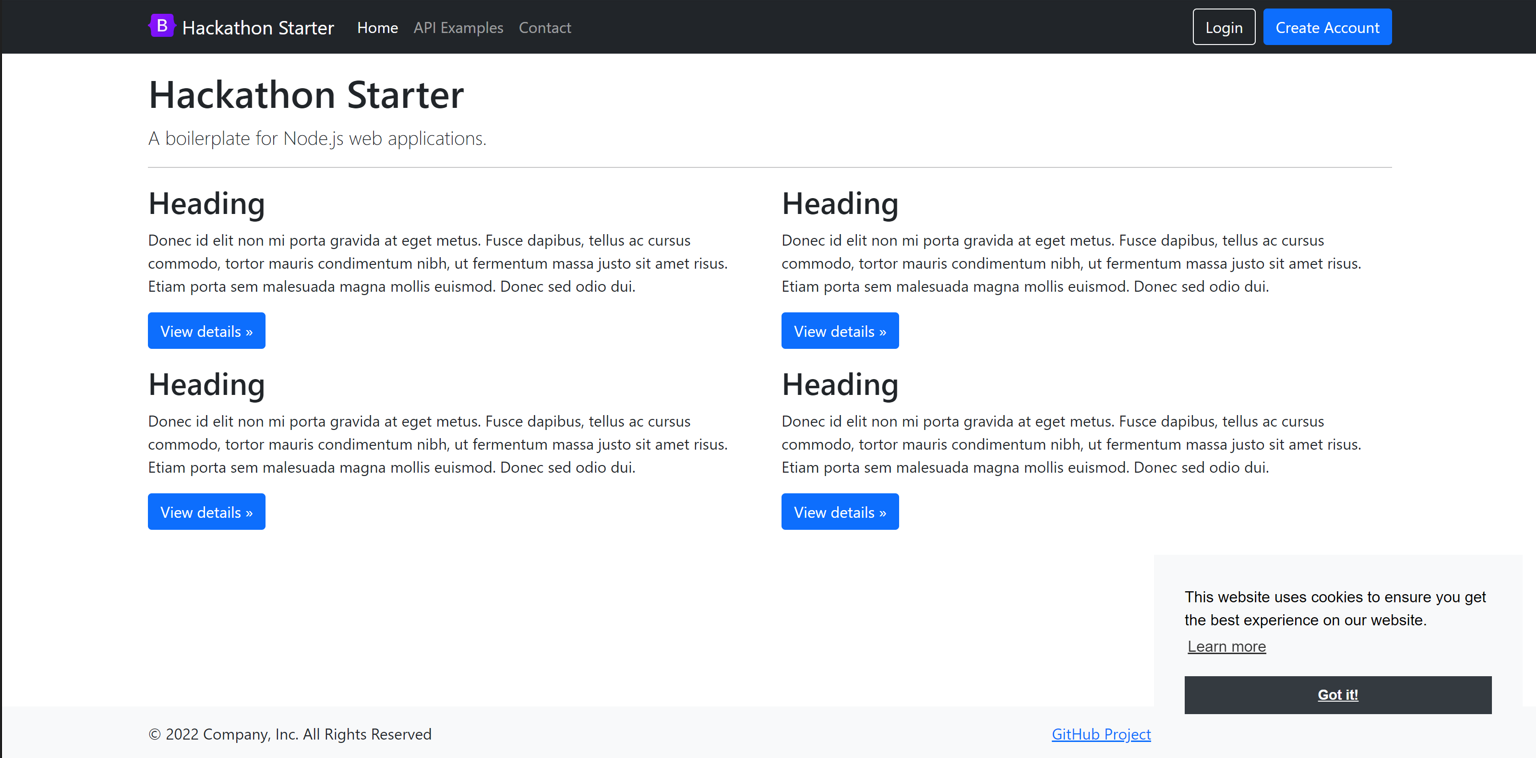 B Hackathon Starter Home API Examples Contact Login Create Account
Hackathon Starter
A boilerplate for Node.js web applications.
Heading
Donec id elit non mi porta gravida at eget metus. Fusce dapibus, tellus ac cursus
commodo, tortor mauris condimentum nibh, ut fermentum massa justo sit amet risus.
Etiam porta sem malesuada magna mollis euismod. Donec sed odio dui.
View details »
Heading
Donec id elit non mi porta gravida at eget metus. Fusce dapibus, tellus ac cursus
commodo, tortor mauris condimentum nibh, ut fermentum massa justo sit amet risus.
Etiam porta sem malesuada magna mollis euismod. Donec sed odio dui.
View details »
Heading
Donec id elit non mi porta gravida at eget metus. Fusce dapibus, tellus ac cursus
commodo, tortor mauris condimentum nibh, ut fermentum massa justo sit amet risus.
Etiam porta sem malesuada magna mollis euismod. Donec sed odio dui.
View details »
Heading
Donec id elit non mi porta gravida at eget metus. Fusce dapibus, tellus ac cursus
commodo, tortor mauris condimentum nibh, ut fermentum massa justo sit amet risus.
Etiam porta sem malesuada magna mollis euismod. Donec sed odio dui.
View details »
This website uses cookies to ensure you get
the best experience on our website.
Learn more
Got it!
© 2022 Company, Inc. All Rights Reserved
GitHub Project